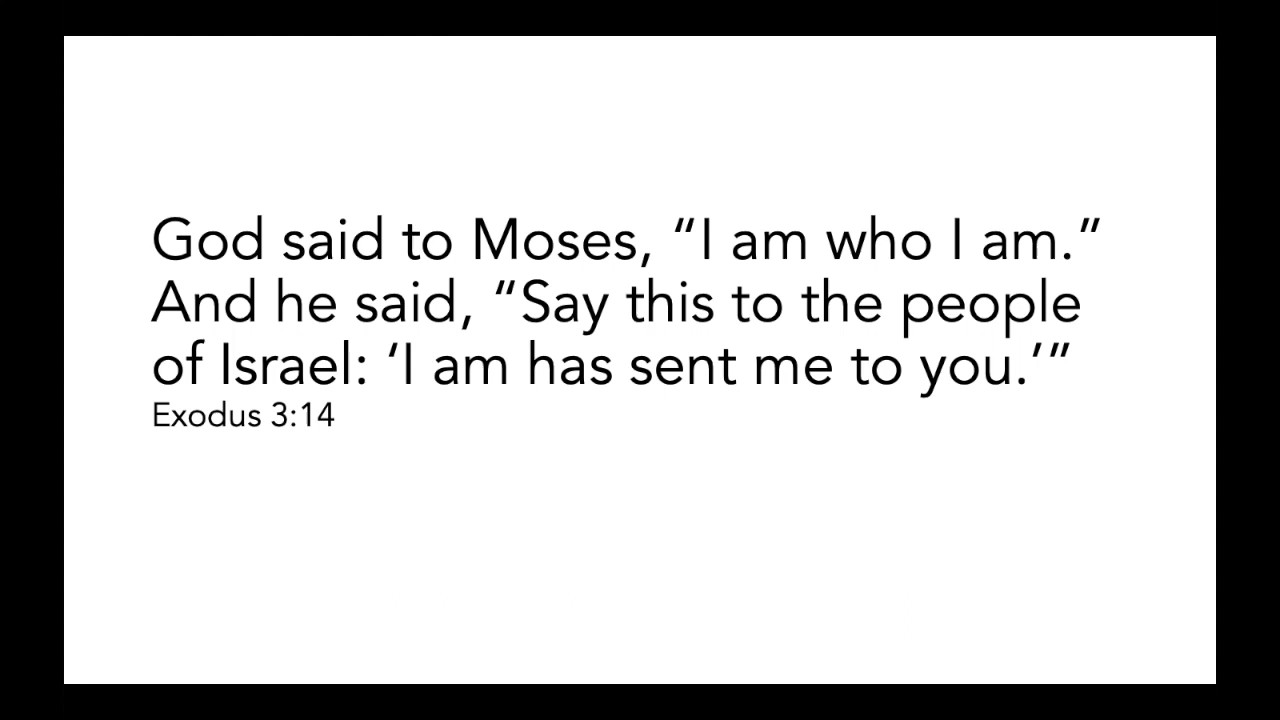 God said to Moses, “I am who I am.”
And he said, “Say this to the people
of Israel: ‘I am has sent me to you.’”
Exodus 3:14